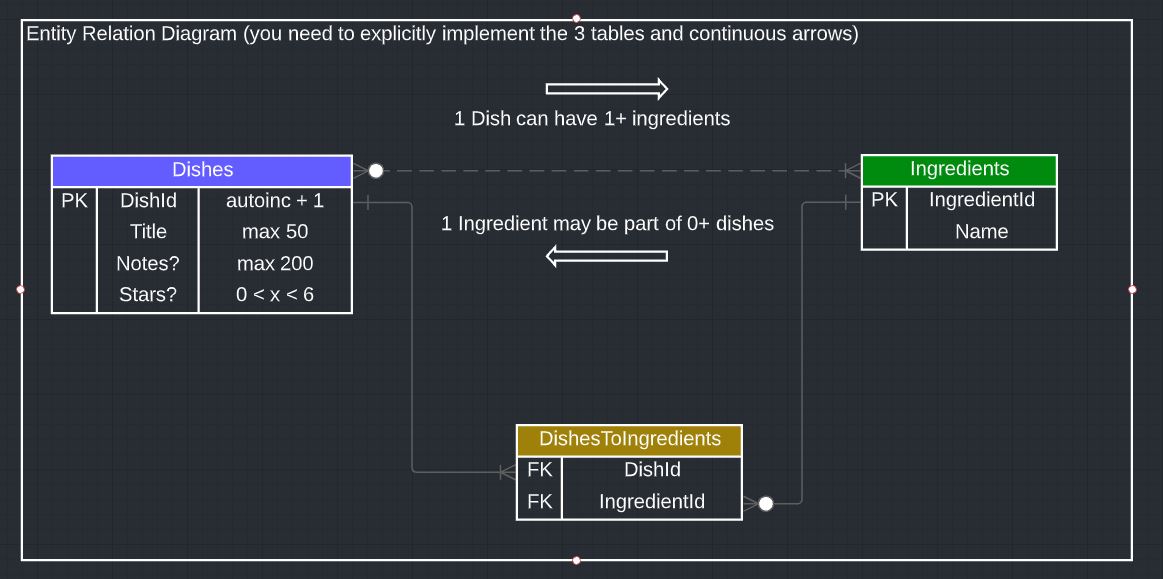 Entity Relation Diagram (you need to explicitly implement the 3 tables and continuous arrows)
1 Dish can have 1+ ingredients
Dishes
PK DishId autoinc + 1
Title max 50
Notes? max 200
Stars? 0 < x < 6
1 Ingredient may be part of 0+ dishes
Ingredients
PK IngredientId
Name
DishesToIngredients
FK DishId
FK IngredientId